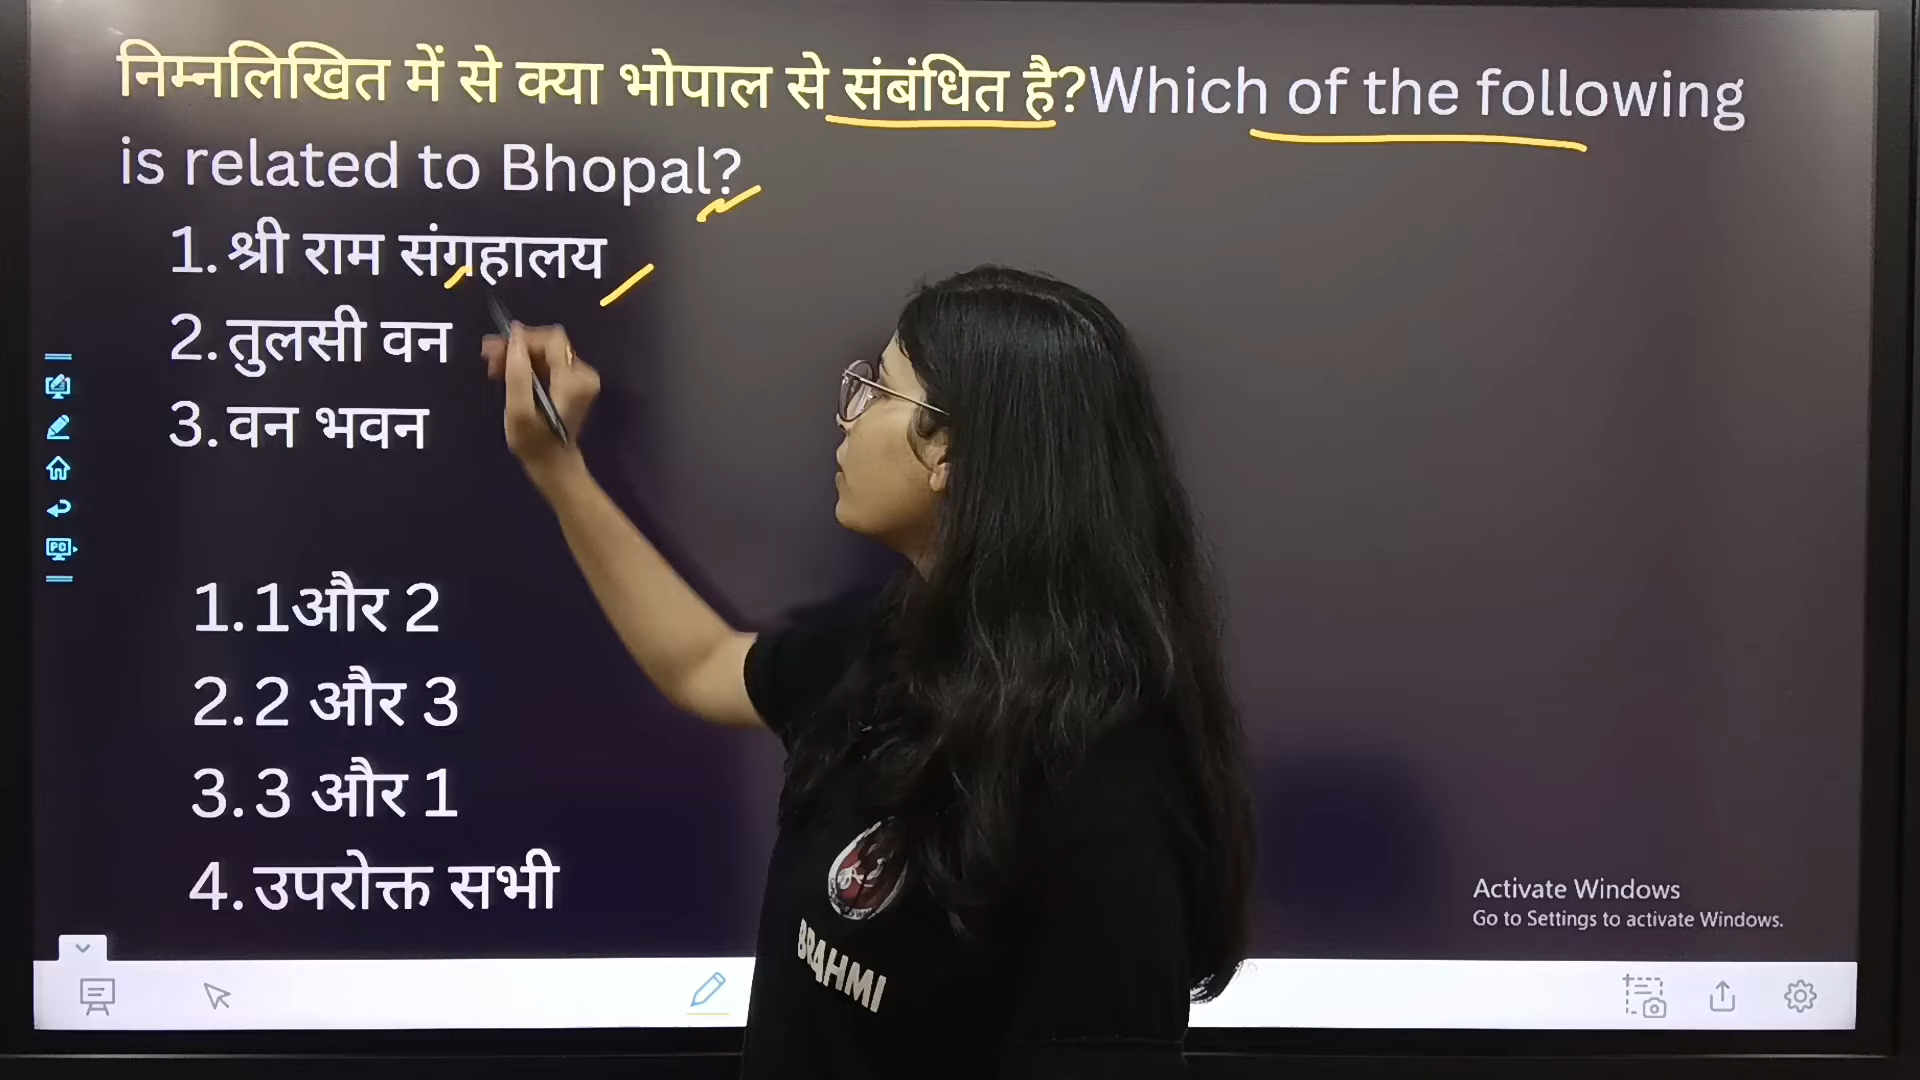 निम्नलिखित में से क्या भोपाल से संबंधित है?Which of the following
is related to Bhopal?
1. श्री राम संग्रहालय
2. तुलसी वन
3. वन भवन
1. 1और 2
2. 2 और 3
3. 3 और 1
4. उपरोक्त सभी
Activate Windows
Go to Settings to activate Windows.
BRAHMI